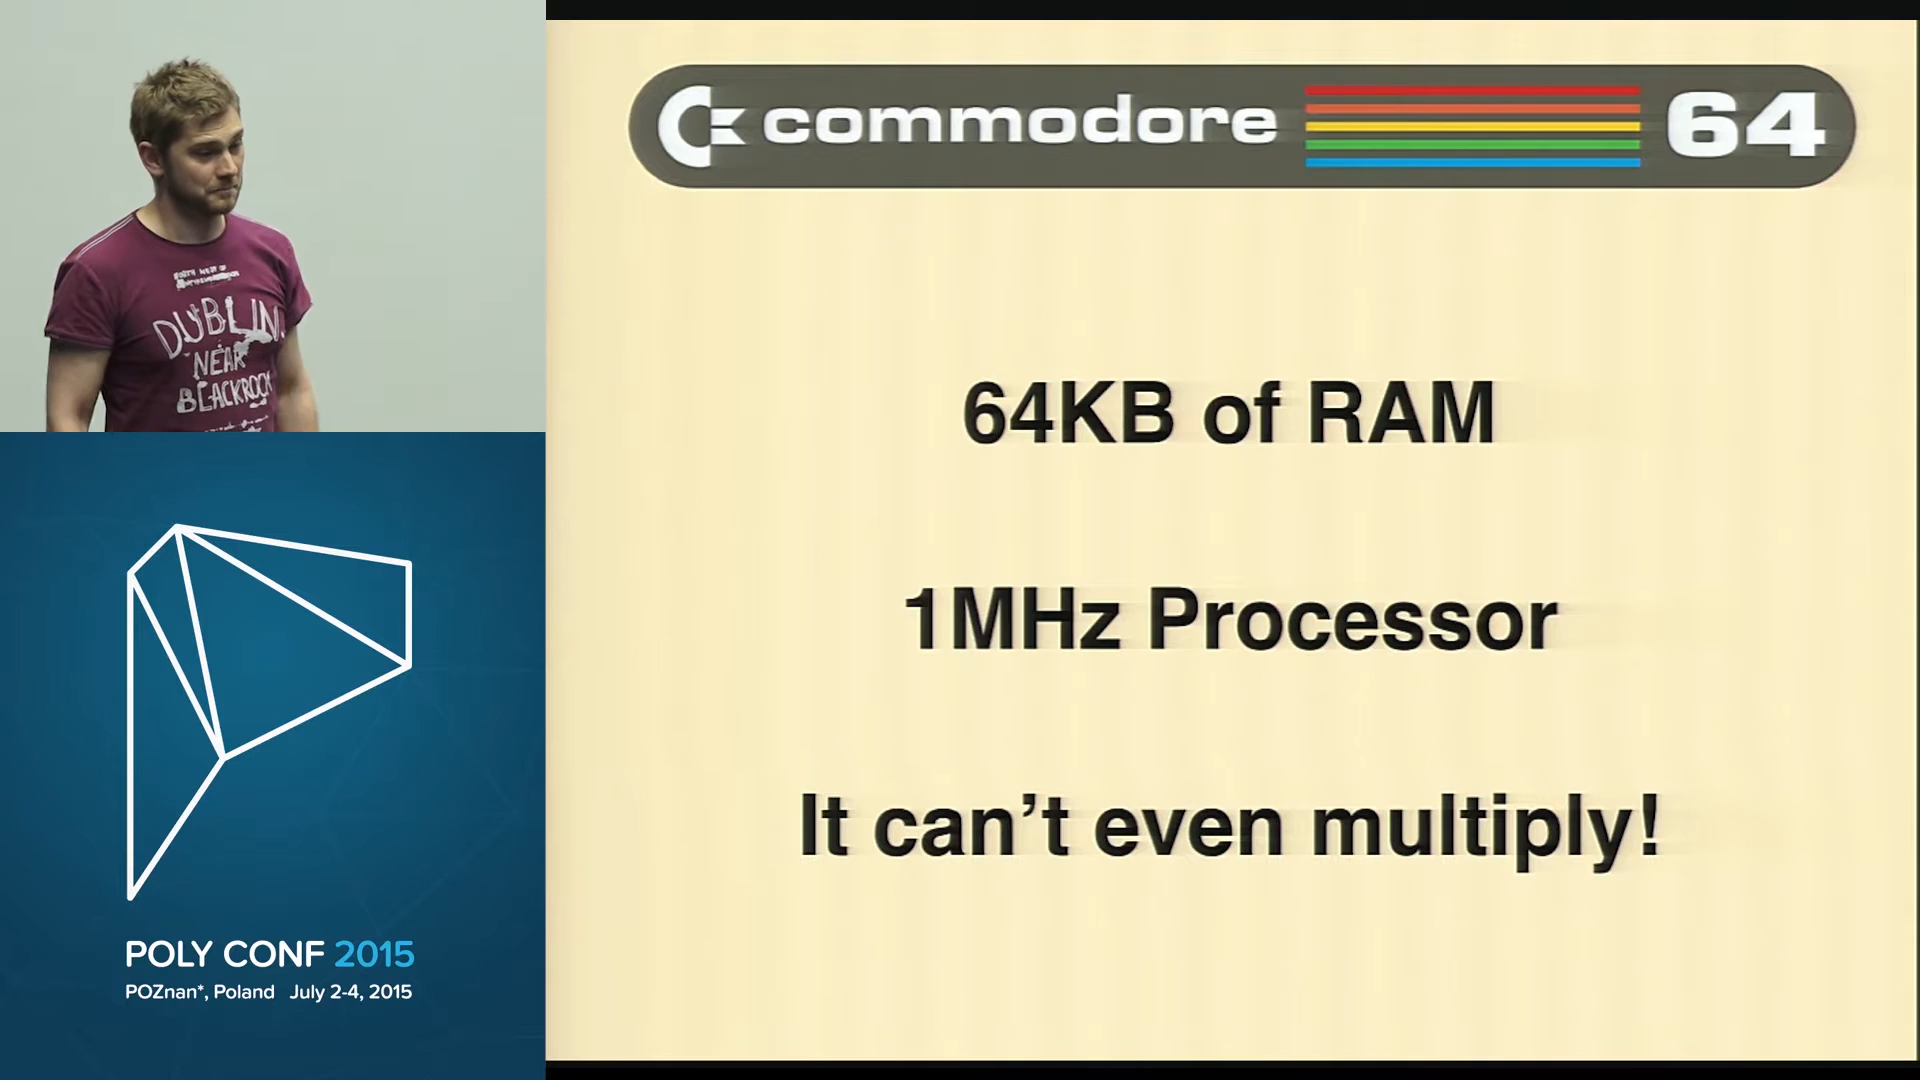 DUBLIN
NEAR
BLACKROCK
POLY CONF 2015
POZnan*, Poland July 2-4, 2015
commodore 64
64KB of RAM
1MHz Processor
It can’t even multiply!